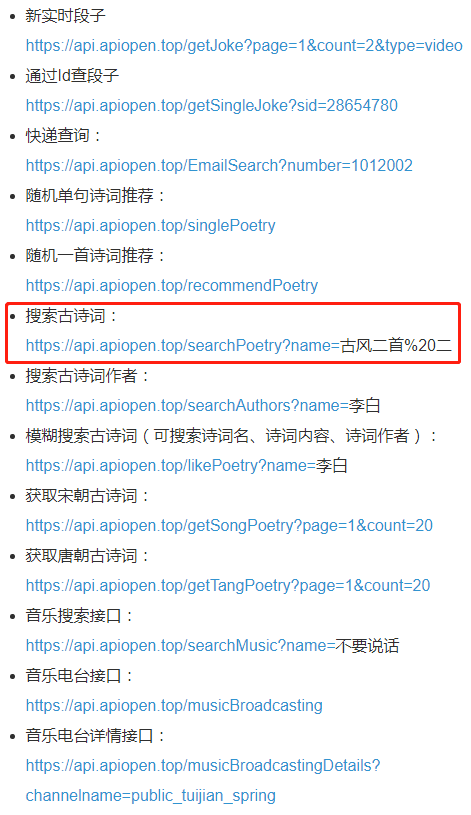 新实时段子
https://api.apiopen.top/getJoke?page=1&count=2&type=video
通过Id查段子
https://api.apiopen.top/getSingleJoke?sid=28654780
快递查询：
https://api.apiopen.top/EmailSearch?number=1012002
随机单句诗词推荐：
https://api.apiopen.top/singlePoetry
随机一首诗词推荐：
https://api.apiopen.top/recommendPoetry
搜索古诗词：
https://api.apiopen.top/searchPoetry?name=古风二首%20二
搜索古诗词作者：
https://api.apiopen.top/searchAuthors?name=李白
模糊搜索古诗词（可搜索诗词名、诗词内容、诗词作者）：
https://api.apiopen.top/likePoetry?name=李白
获取宋朝古诗词：
https://api.apiopen.top/getSongPoetry?page=1&count=20
获取唐朝古诗词：
https://api.apiopen.top/getTangPoetry?page=1&count=20
音乐搜索接口：
https://api.apiopen.top/searchMusic?name=不要说话
音乐电台接口：
https://api.apiopen.top/musicBroadcasting
音乐电台详情接口：
https://api.apiopen.top/musicBroadcastingDetails?
channelname=public_tuijian_spring